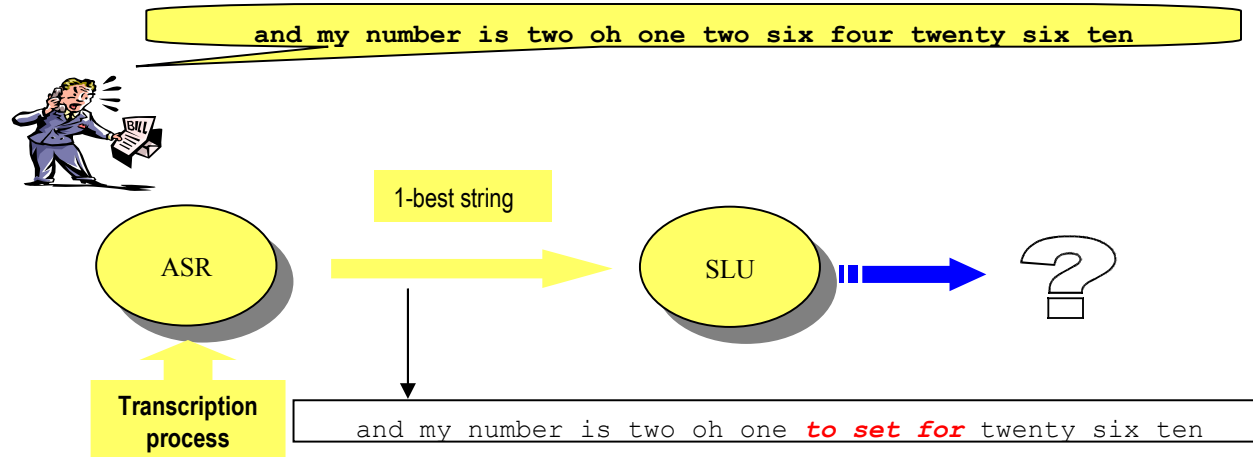 and my number is two oh one two six four twenty six ten
BILL
1-best string
ASR
SLU
?
Transcription
process
and my number is two oh one to set for twenty six ten